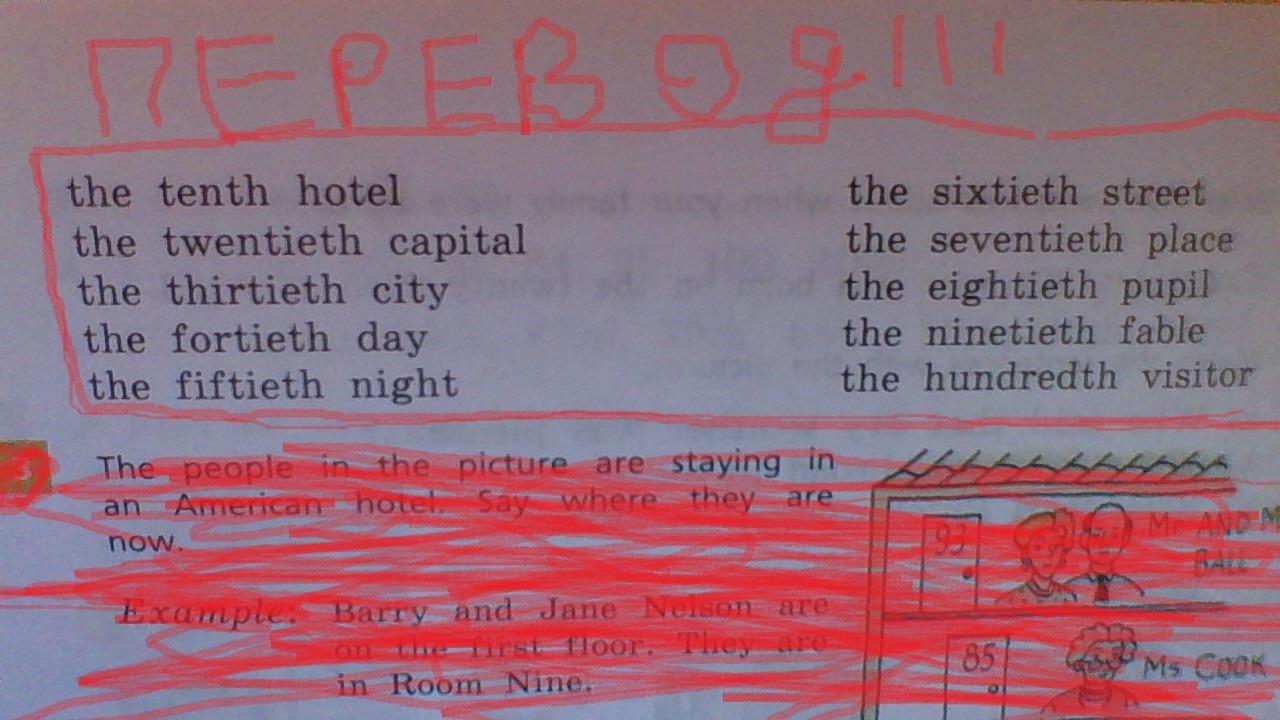 ПЕРЕВОд!!!
the tenth hotel
the twentieth capital
the thirtieth city
the fortieth day
the fiftieth night
the sixtieth street
the seventieth place
the eightieth pupil
the ninetieth fable
the hundredth visitor
The people in the picture are staying in
an American hotel. Say where they are
now.
Example: Barry and Jane Nelson are
on the first floor. They are
in Room Nine.
93
Mr AND
BALL
85
Ms COOK